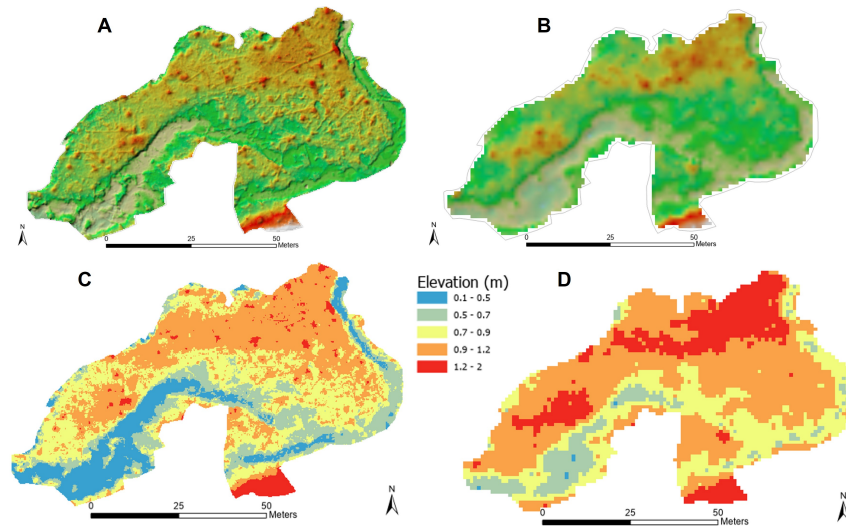 A
B
N
0 25 50
Meters
N
0 25 50
Meters
C
Elevation (m)
0.1 - 0.5
0.5 - 0.7
0.7 - 0.9
0.9 - 1.2
1.2 - 2
D
N
0 25 50
Meters
N
0 25 50
Meters